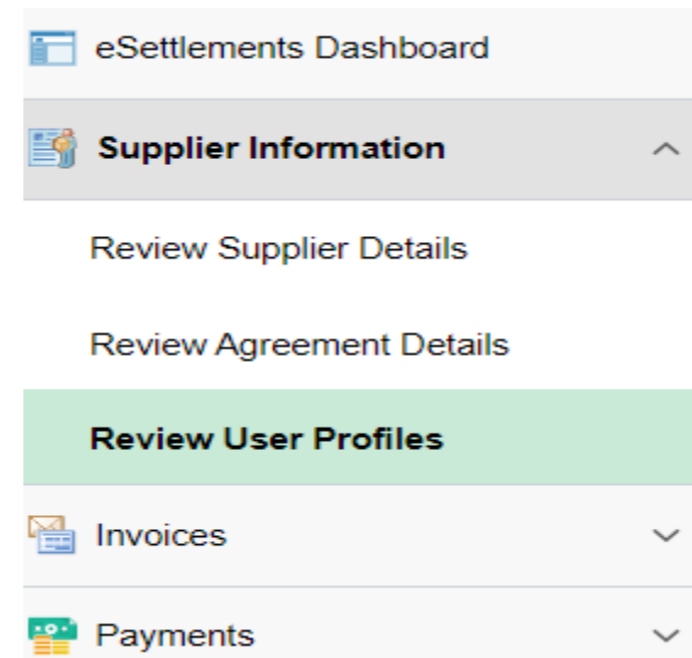 eSettlements Dashboard
Supplier Information
Review Supplier Details
Review Agreement Details
Review User Profiles
Invoices
Payments